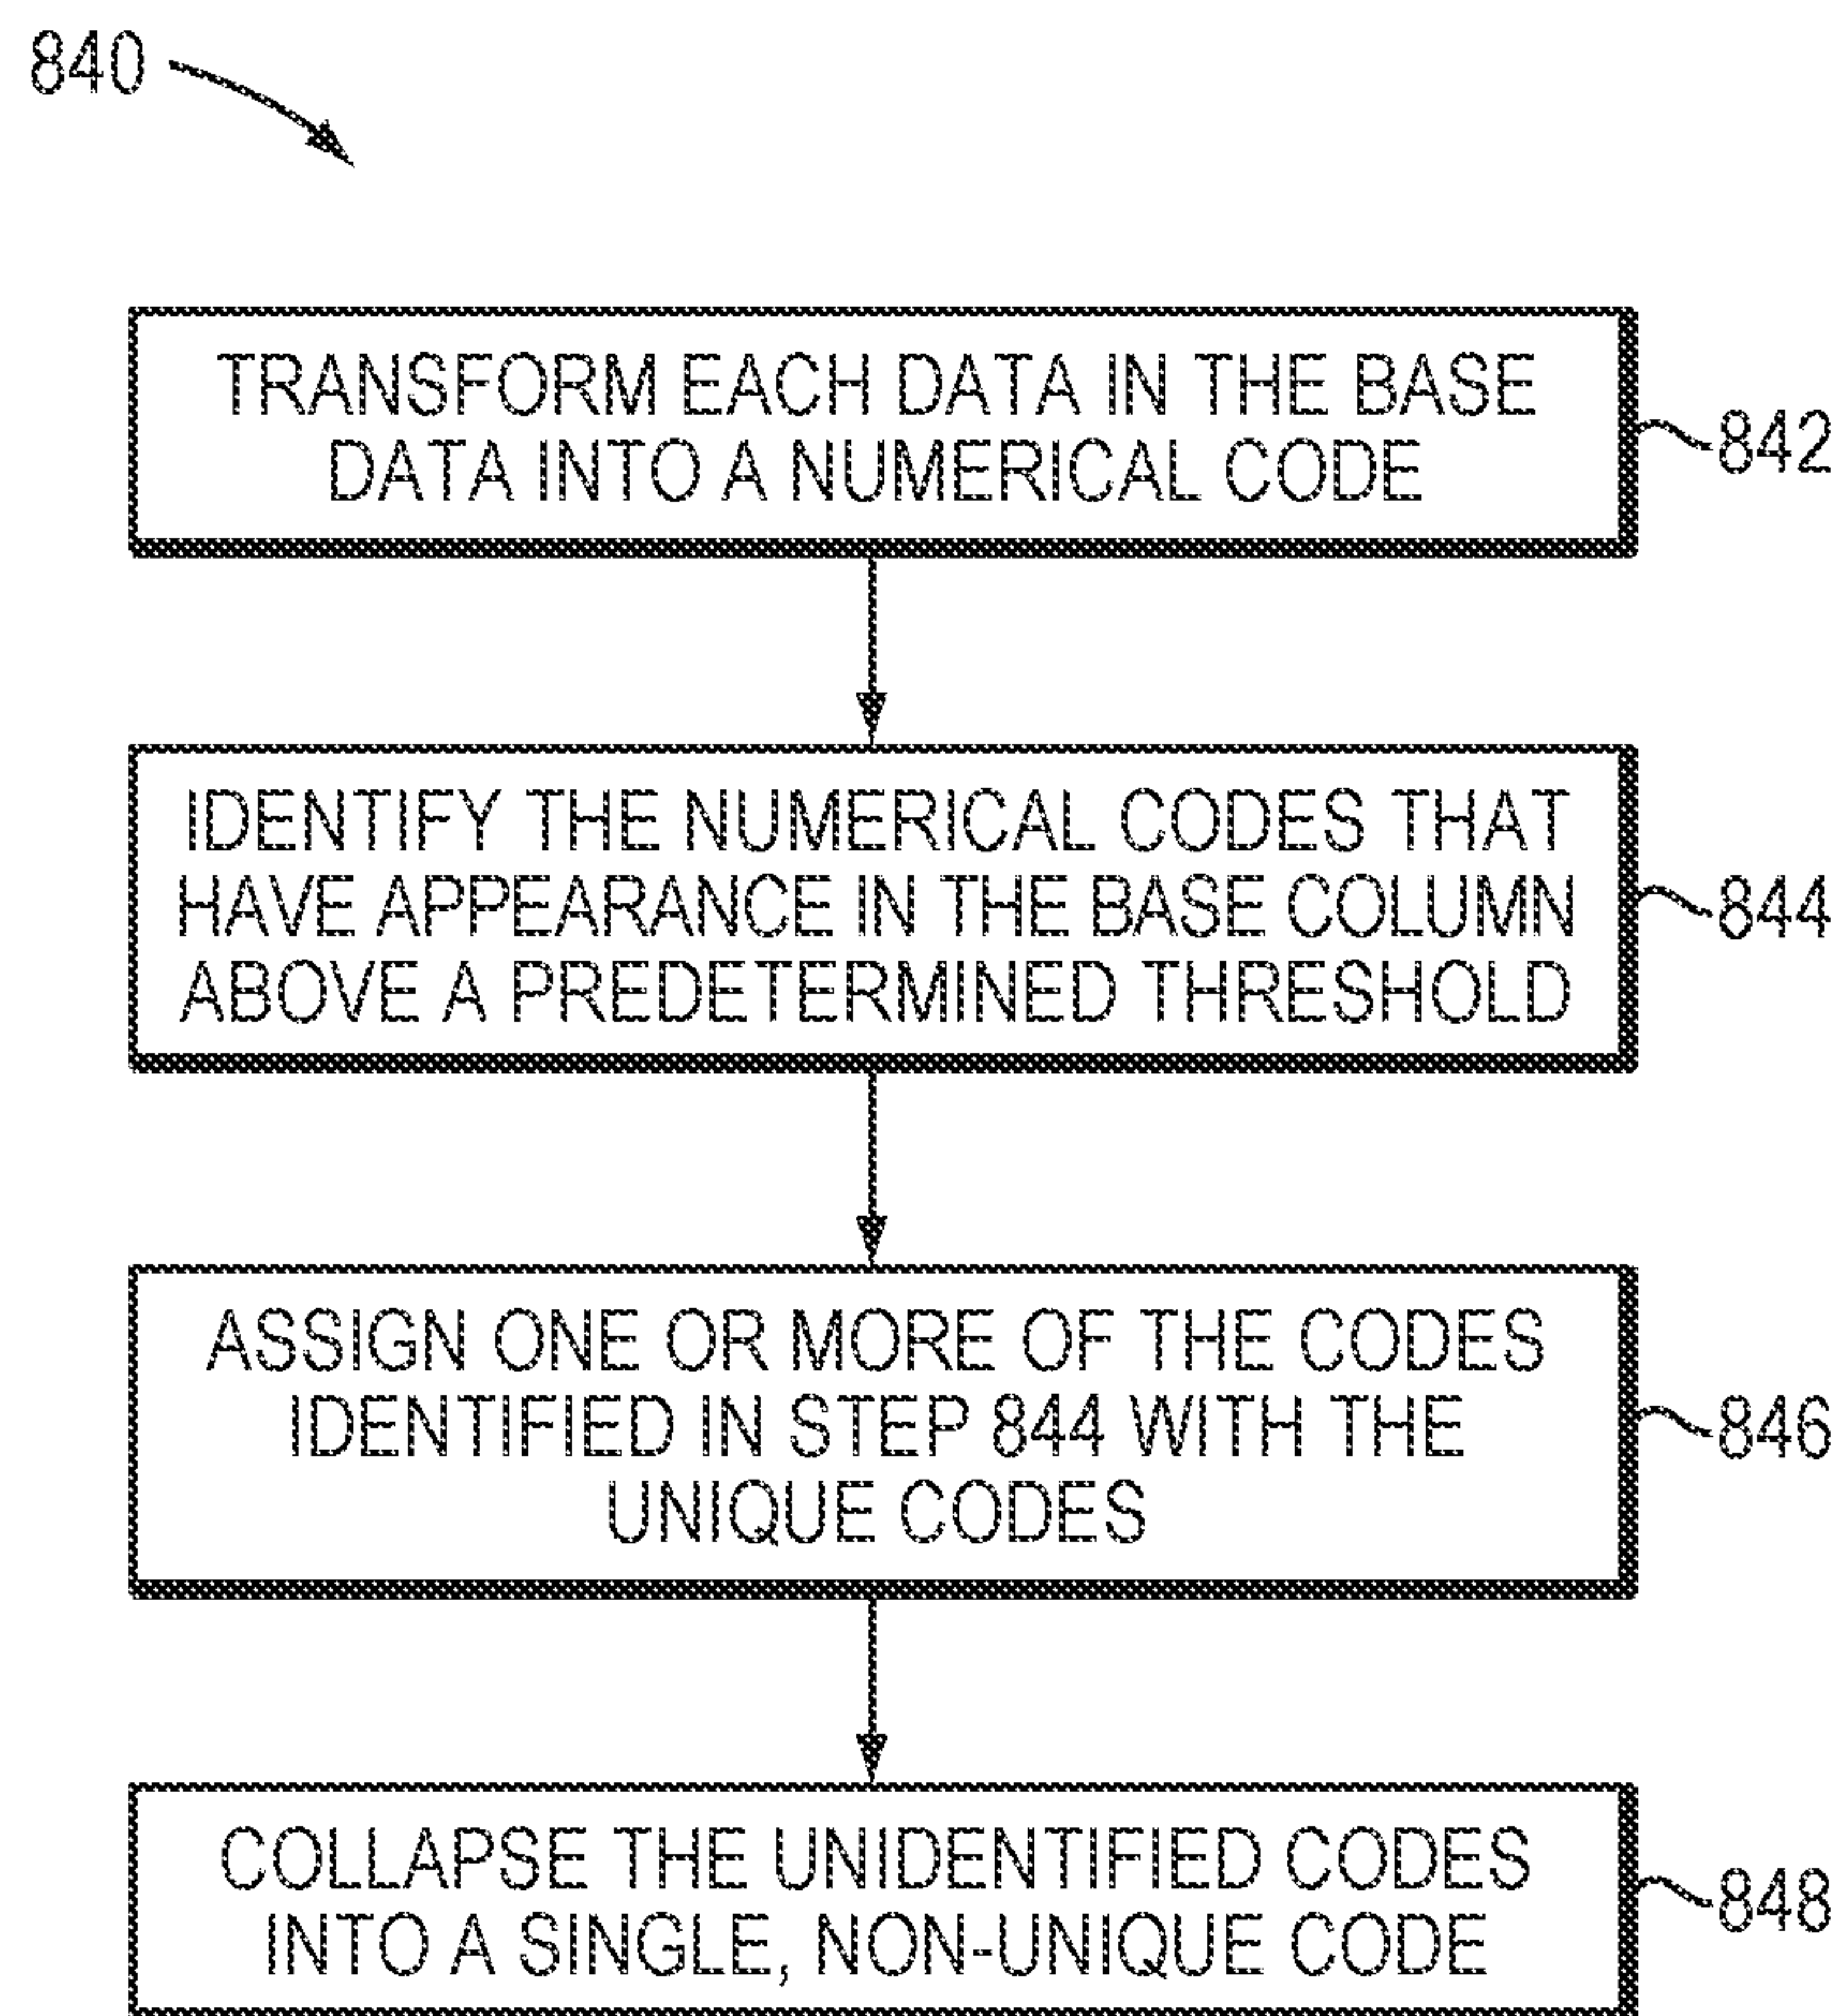 840
TRANSFORM EACH DATA IN THE BASE
DATA INTO A NUMERICAL CODE
842
IDENTIFY THE NUMERICAL CODES THAT
HAVE APPEARANCE IN THE BASE COLUMN
ABOVE A PREDETERMINED THRESHOLD
844
ASSIGN ONE OR MORE OF THE CODES
IDENTIFIED IN STEP 844 WITH THE
UNIQUE CODES
846
COLLAPSE THE UNIDENTIFIED CODES
INTO A SINGLE, NON-UNIQUE CODE
848